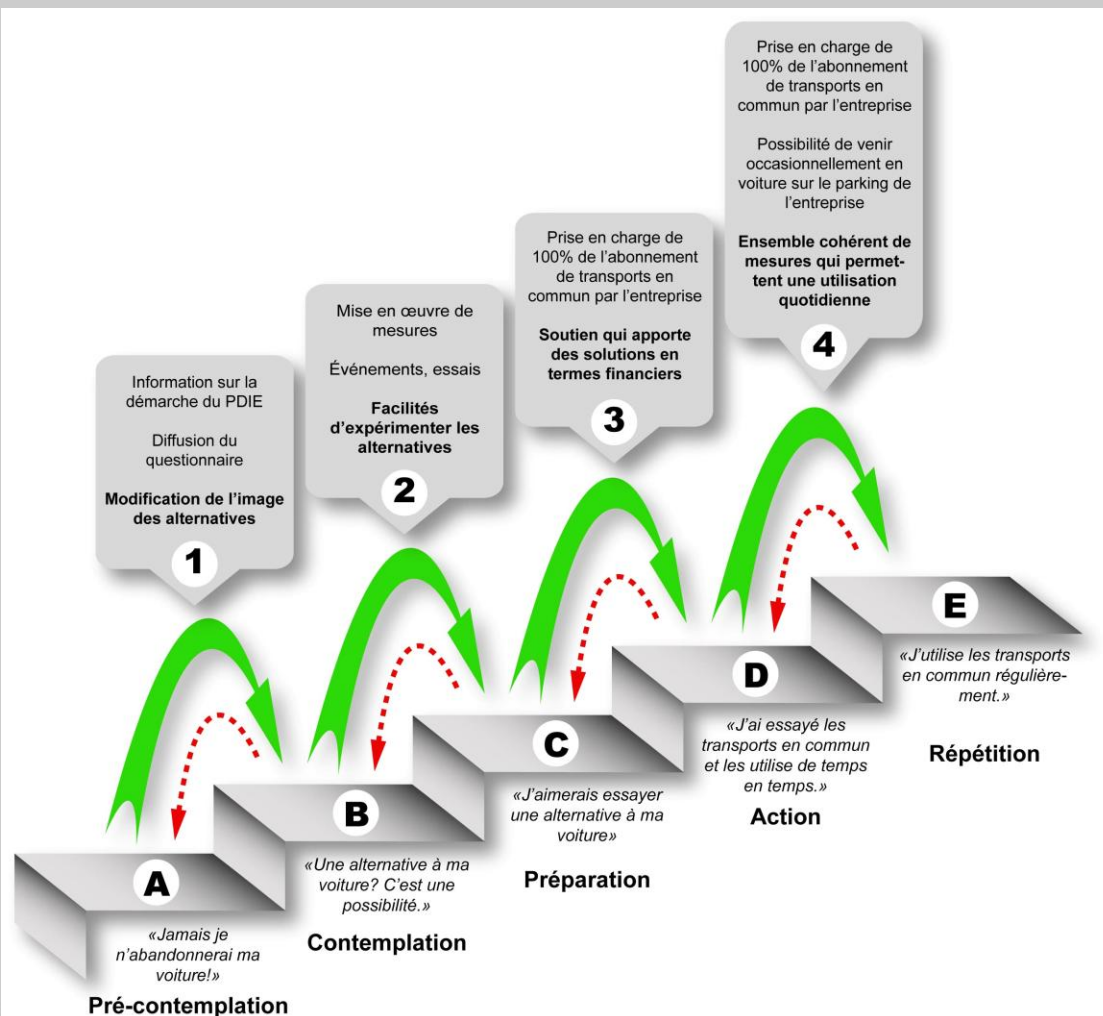 Prise en charge de
100% de l'abonnement
de transports en
commun par l'entreprise
Possibilité de venir
occasionnellement en
voiture sur le parking de
l'entreprise
Ensemble cohérent de
mesures qui permet-
tent une utilisation
quotidienne
4
Prise en charge de
100% de l'abonnement
de transports en
commun par l'entreprise
Soutien qui apporte
des solutions en
termes financiers
3
Mise en œuvre de
mesures
Événements, essais
Facilités
d'expérimenter les
alternatives
2
Information sur la
démarche du PDIE
Diffusion du
questionnaire
Modification de l'image
des alternatives
1
A
«Jamais je
n'abandonnerai ma
voiture!»
Pré-contemplation
B
«Une alternative à ma
voiture? C'est une
possibilité.»
Contemplation
C
«J'aimerais essayer
une alternative à ma
voiture»
Préparation
D
«J'ai essayé les
transports en commun
et les utilise de temps
en temps.»
Action
E
«J'utilise les transports
en commun régulière-
ment.»
Répétition